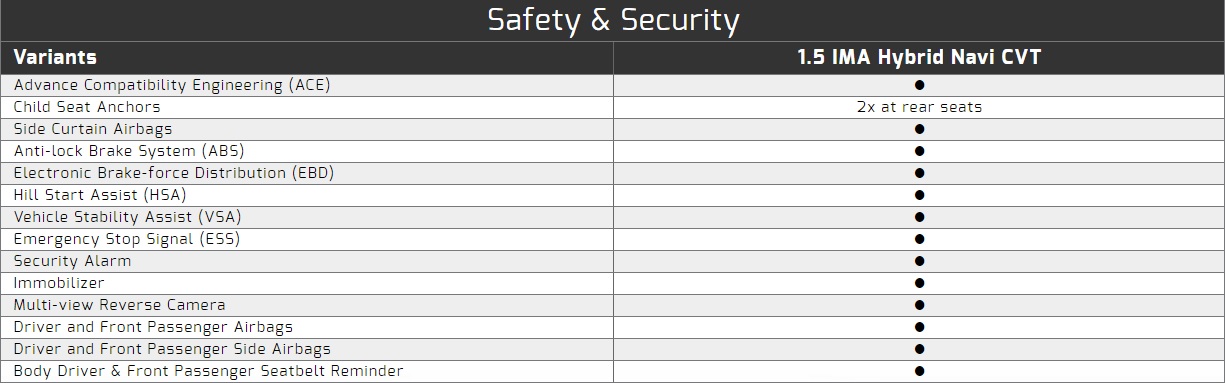 Safety & Security
Variants 1.5 IMA Hybrid Navi CVT
Advance Compatibility Engineering (ACE) ●
Child Seat Anchors 2x at rear seats
Side Curtain Airbags ●
Anti-lock Brake System (ABS) ●
Electronic Brake-force Distribution (EBD) ●
Hill Start Assist (HSA) ●
Vehicle Stability Assist (VSA) ●
Emergency Stop Signal (ESS) ●
Security Alarm ●
Immobilizer ●
Multi-view Reverse Camera ●
Driver and Front Passenger Airbags ●
Driver and Front Passenger Side Airbags ●
Body Driver & Front Passenger Seatbelt Reminder ●